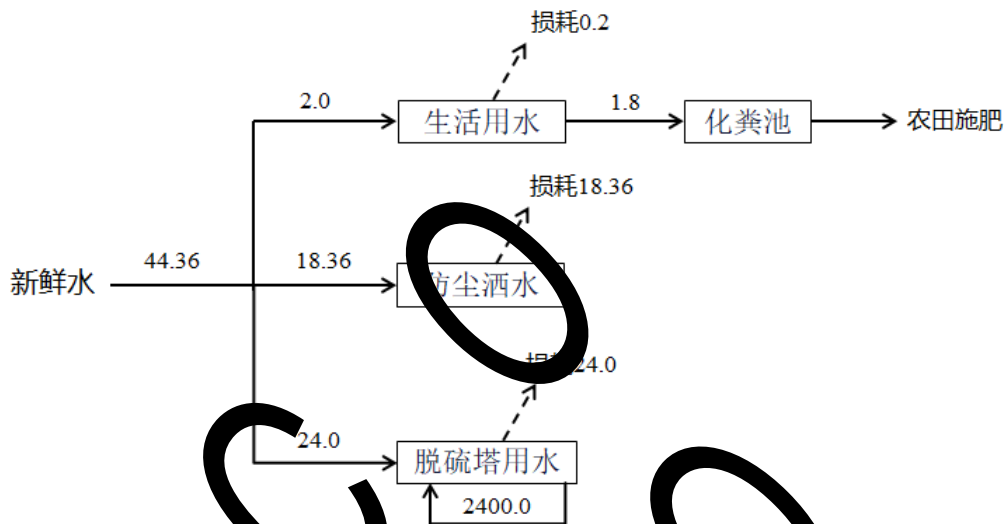 损耗0.2
2.0
生活用水
1.8
化粪池
农田施肥
损耗18.36
新鲜水
44.36
18.36
防尘洒水
24.0
24.0
脱硫塔用水
2400.0